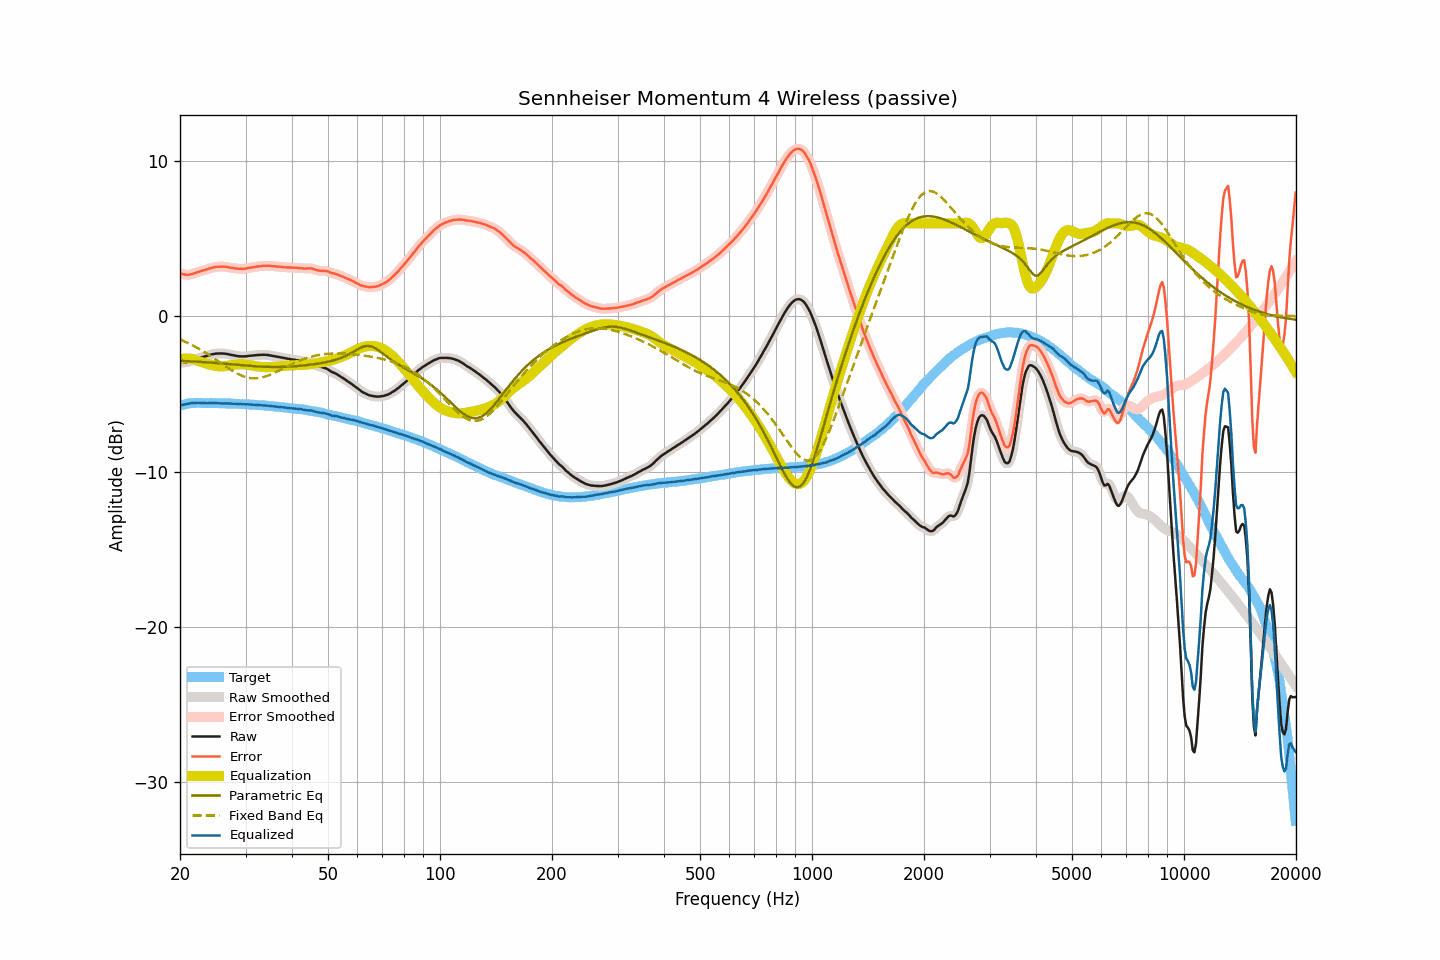 Sennheiser Momentum 4 Wireless (passive)
10
0
−10
−20
−30
Amplitude (dBr)
Target
Raw Smoothed
Error Smoothed
Raw
Error
Equalization
Parametric Eq
Fixed Band Eq
Equalized
20 50 100 200 500 1000 2000 5000 10000 20000
Frequency (Hz)